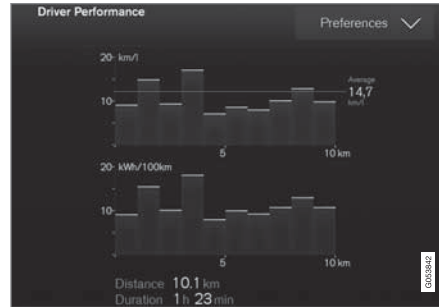 Driver Performance
Preferences
20 km/l
Average
14,7
km/l
10
5
10 km
20 kWh/100km
10
5
10 km
Distance 10.1 km
Duration 1h 23 min
G053842